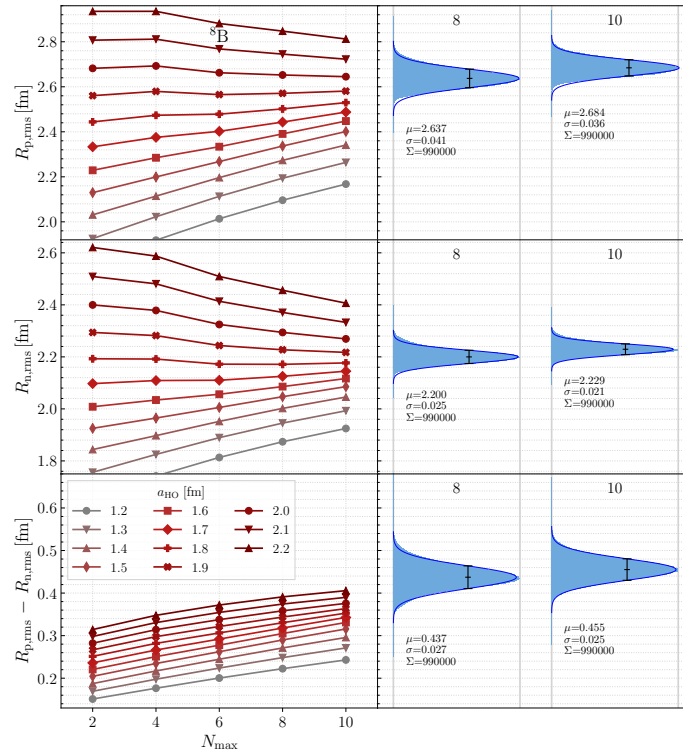 ⁸B
R_p,rms [fm]
2.8
2.6
2.4
2.2
2.0
8
μ=2.637
σ=0.041
Σ=990000
10
μ=2.684
σ=0.036
Σ=990000
R_n,rms [fm]
2.6
2.4
2.2
2.0
1.8
8
μ=2.200
σ=0.025
Σ=990000
10
μ=2.229
σ=0.021
Σ=990000
R_p,rms − R_n,rms [fm]
0.6
0.5
0.4
0.3
0.2
a_HO [fm]
1.2 1.6 2.0
1.3 1.7 2.1
1.4 1.8 2.2
1.5 1.9
8
μ=0.437
σ=0.027
Σ=990000
10
μ=0.455
σ=0.025
Σ=990000
2 4 6 8 10
N_max